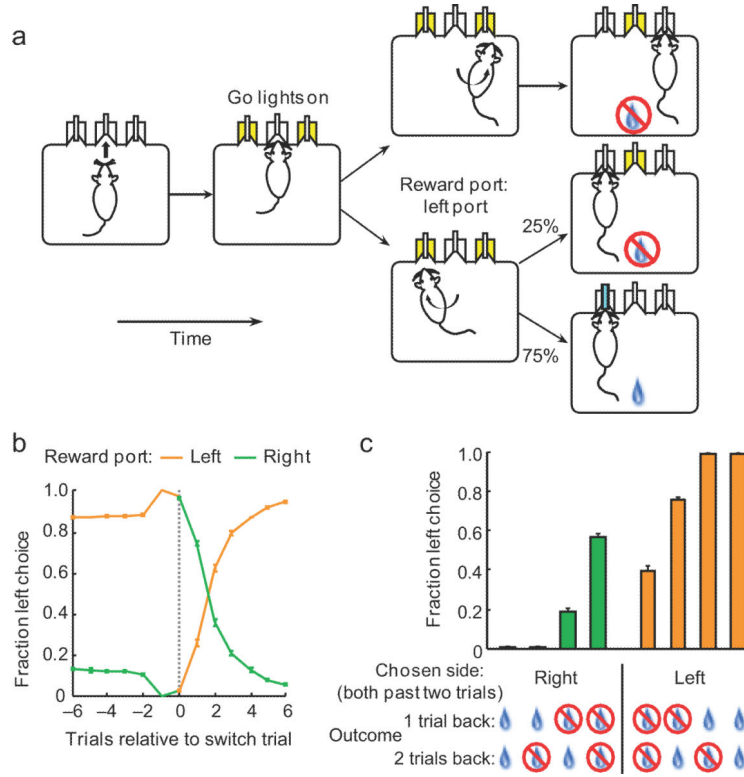 a
Go lights on
Reward port:
left port
25%
75%
Time
b
Reward port: Left Right
Fraction left choice
1.0
0.8
0.6
0.4
0.2
0
–6 –4 –2 0 2 4 6
Trials relative to switch trial
c
Fraction left choice
1.0
0.8
0.6
0.4
0.2
0
Chosen side:
(both past two trials)
Right Left
Outcome
1 trial back:
2 trials back: